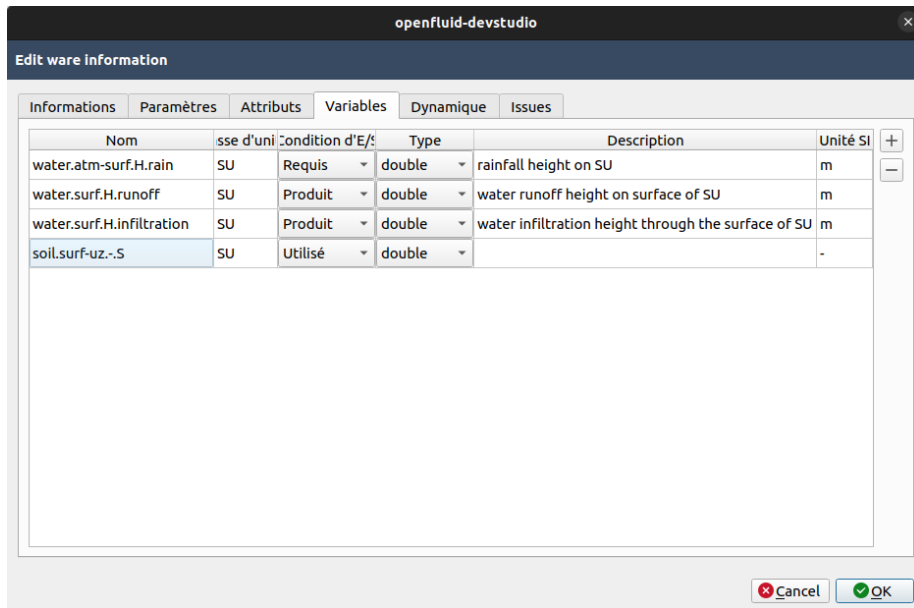 openfluid-devstudio
Edit ware information
Informations Paramètres Attributs Variables Dynamique Issues
Nom sse d'uni Condition d'E/S Type Description Unité SI
water.atm-surf.H.rain SU Requis double rainfall height on SU m
water.surf.H.runoff SU Produit double water runoff height on surface of SU m
water.surf.H.infiltration SU Produit double water infiltration height through the surface of SU m
soil.surf-uz.-.S SU Utilisé double -
Cancel OK